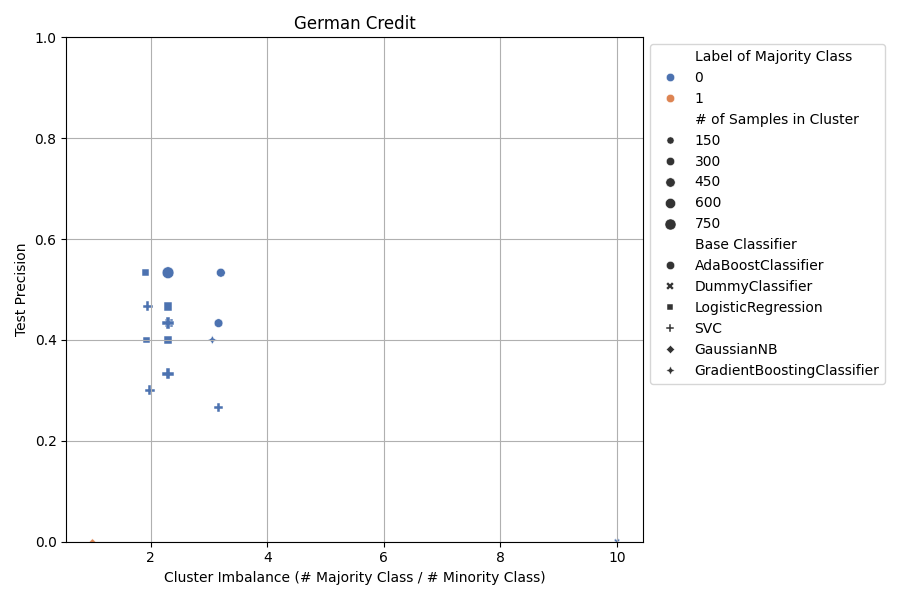 German Credit
1.0
0.8
0.6
0.4
0.2
0.0
Test Precision
2
4
6
8
10
Cluster Imbalance (# Majority Class / # Minority Class)
Label of Majority Class
0
1
# of Samples in Cluster
150
300
450
600
750
Base Classifier
AdaBoostClassifier
DummyClassifier
LogisticRegression
SVC
GaussianNB
GradientBoostingClassifier